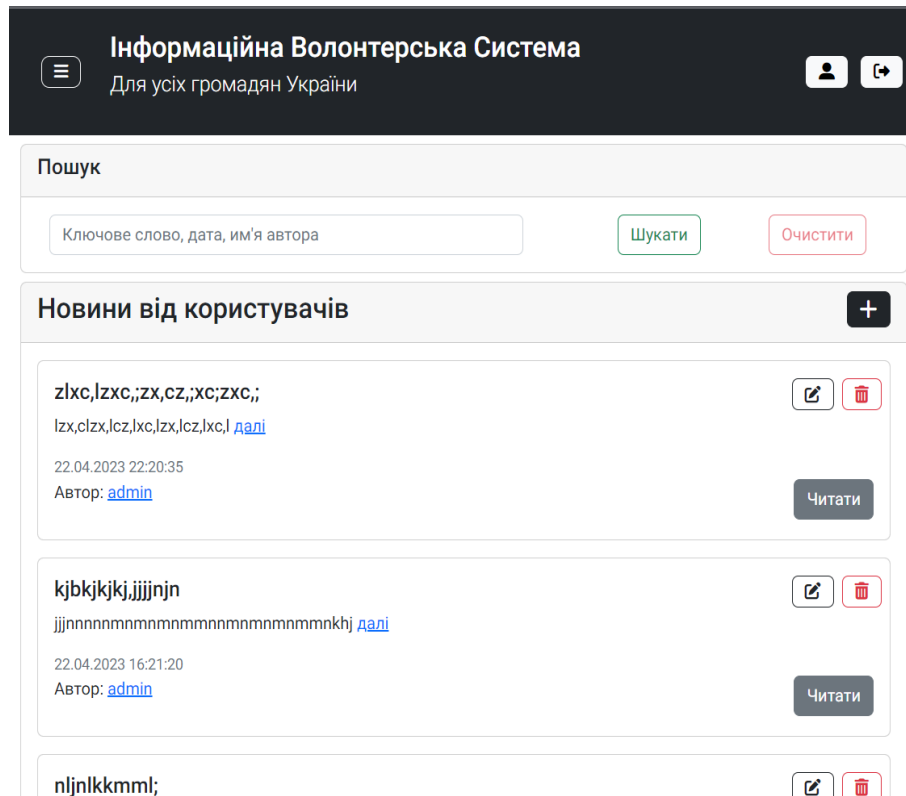 Інформаційна Волонтерська Система
Для усіх громадян України
Пошук
Ключове слово, дата, им'я автора
Шукати
Очистити
Новини від користувачів
zlxc,lzxc,;zx,cz,;xc;zxc,;
lzx,clzx,lcz,lxc,lzx,lcz,lxc,l далі
22.04.2023 22:20:35
Автор: admin
Читати
kjbkjkjkj,jjjjnjn
jjjnnnnnmnmnmnmmnnmnmnmnmmnkhj далі
22.04.2023 16:21:20
Автор: admin
Читати
nljnlkkmml;